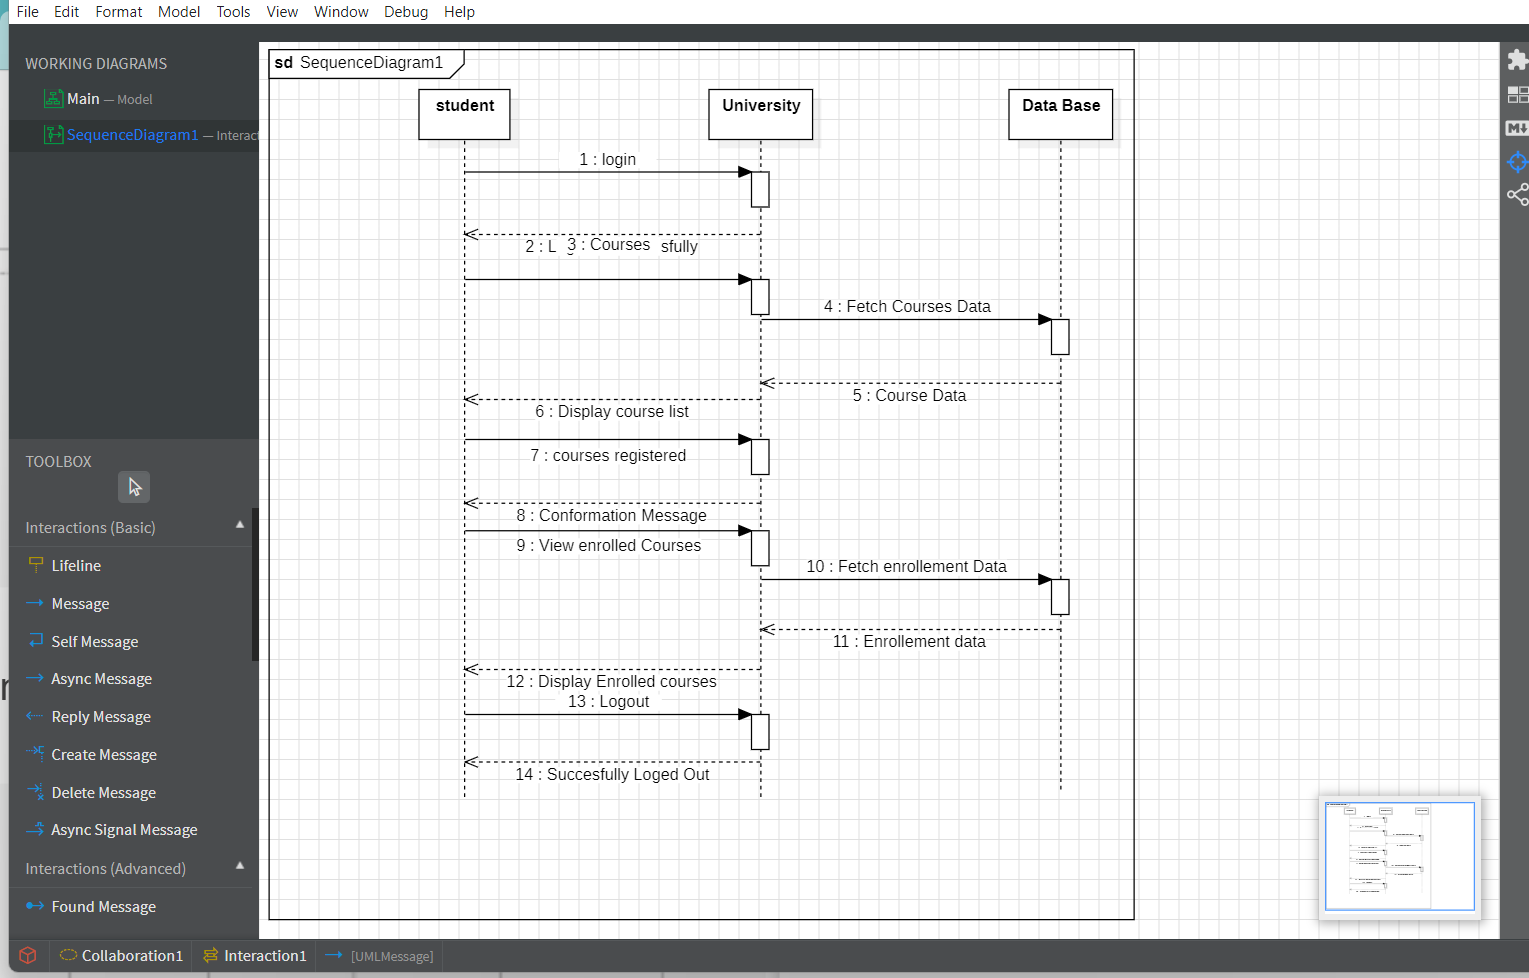 File Edit Format Model Tools View Window Debug Help
WORKING DIAGRAMS
Main — Model
SequenceDiagram1 — Interact
TOOLBOX
Interactions (Basic)
Lifeline
Message
Self Message
Async Message
Reply Message
Create Message
Delete Message
Async Signal Message
Interactions (Advanced)
Found Message
sd SequenceDiagram1
student
University
Data Base
1 : login
2 : L
3 : Courses
sfully
4 : Fetch Courses Data
5 : Course Data
6 : Display course list
7 : courses registered
8 : Conformation Message
9 : View enrolled Courses
10 : Fetch enrollement Data
11 : Enrollement data
12 : Display Enrolled courses
13 : Logout
14 : Succesfully Loged Out
M
Collaboration1
Interaction1
[UMLMessage]